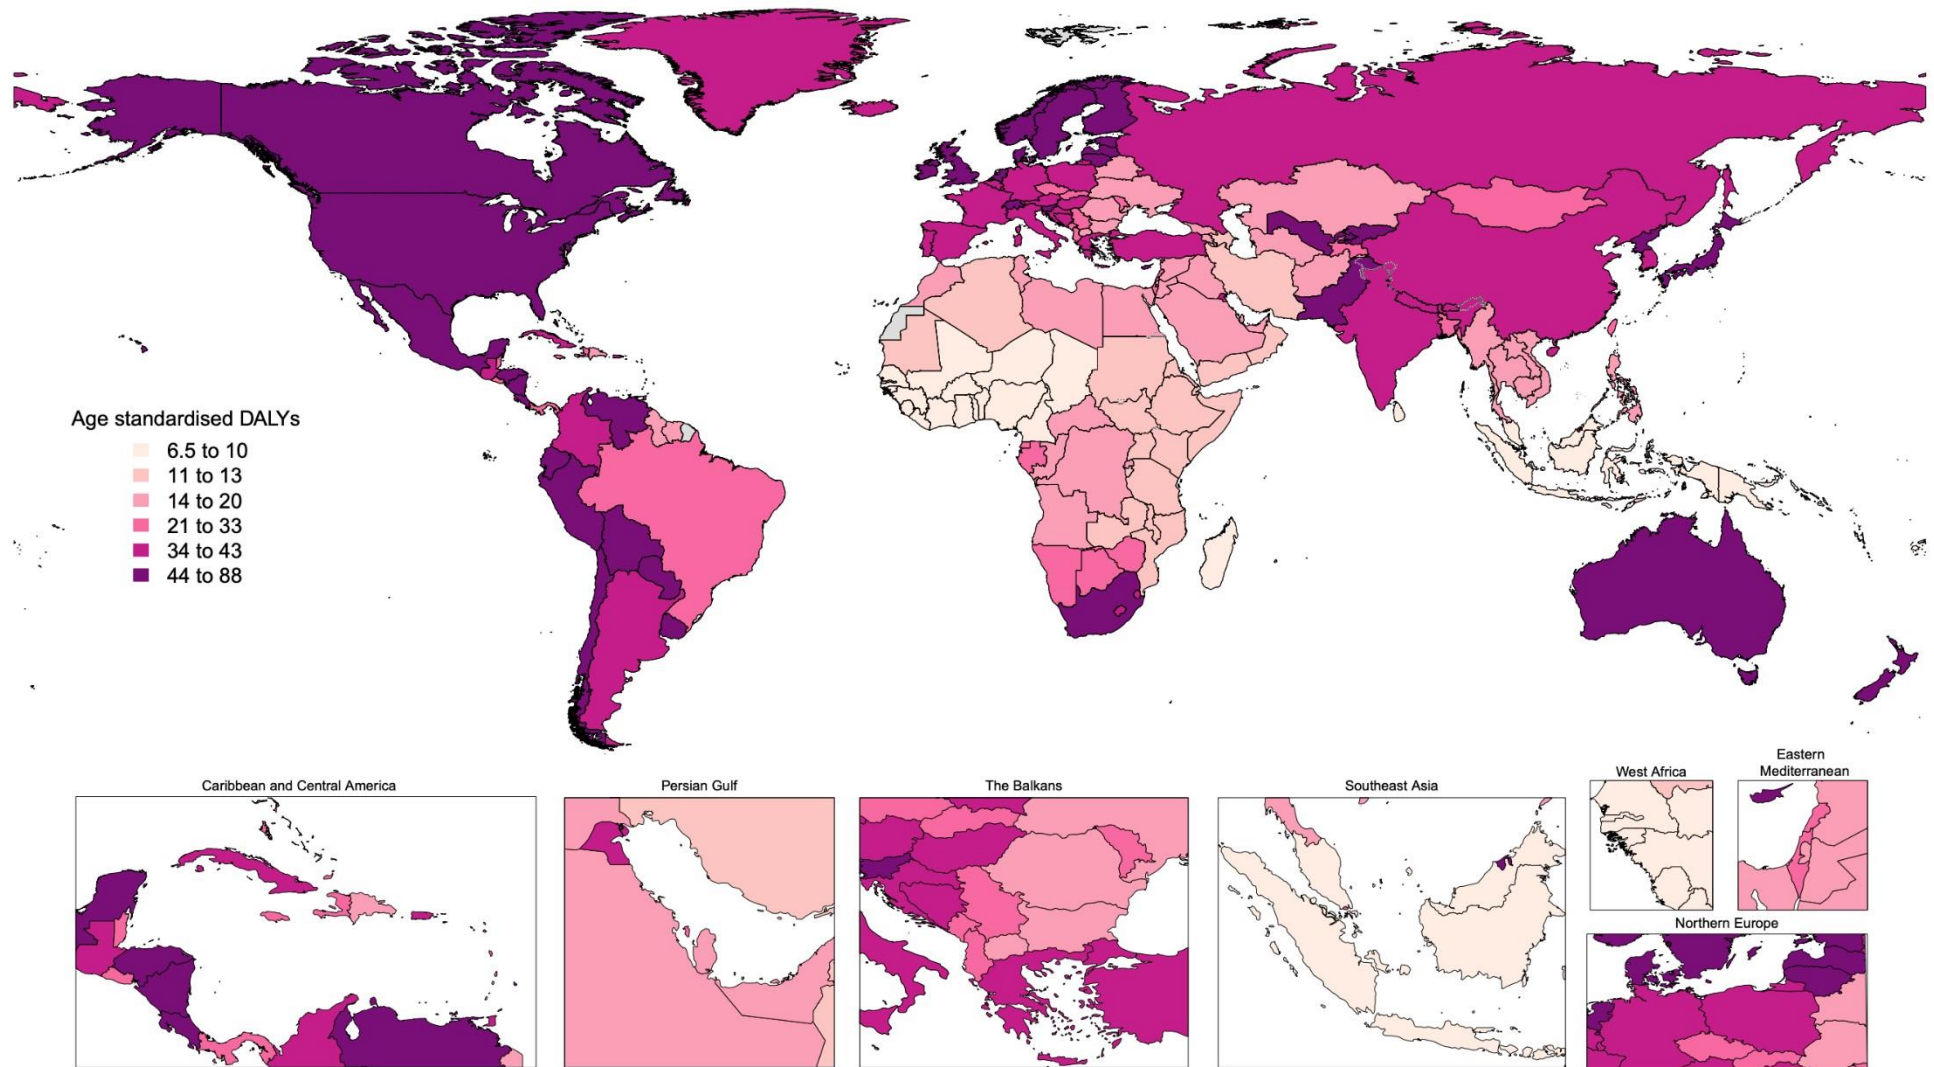 Age standardised DALYs
6.5 to 10
11 to 13
14 to 20
21 to 33
34 to 43
44 to 88
Caribbean and Central America
Persian Gulf
The Balkans
Southeast Asia
West Africa
Eastern
Mediterranean
Northern Europe